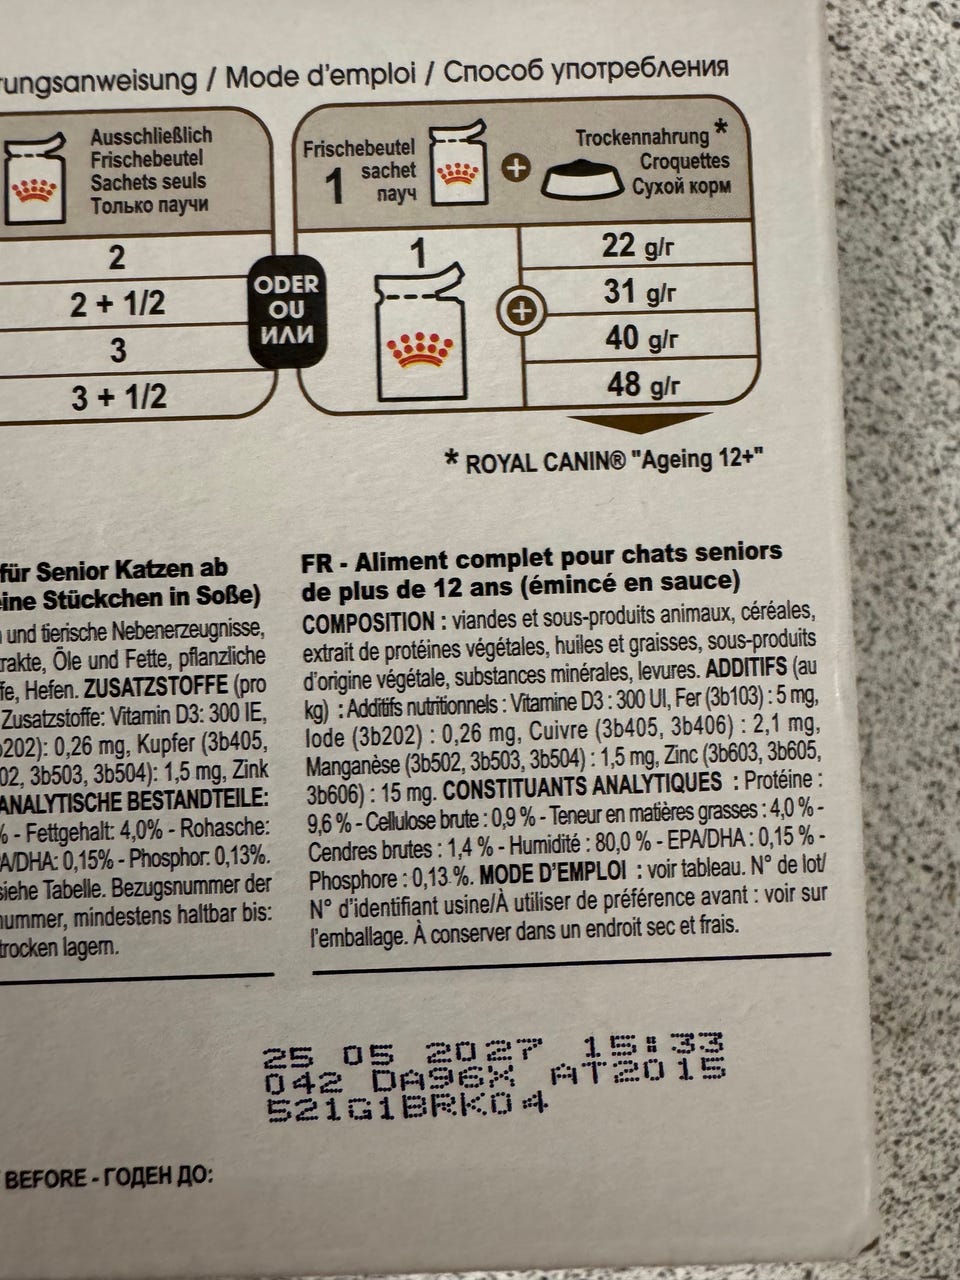 rungsanweisung / Mode d'emploi / Способ употребления
Ausschließlich
Frischebeutel
Sachets seuls
Только паучи
2
2 + 1/2
3
3 + 1/2
ODER
OU
ИЛИ
Frischebeutel
1 sachet
пауч
+
Trockennahrung *
Croquettes
Сухой корм
1
+
22 g/г
31 g/г
40 g/г
48 g/г
* ROYAL CANIN® "Ageing 12+"
für Senior Katzen ab
eine Stückchen in Soße)
und tierische Nebenerzeugnisse,
rakte, Öle und Fette, pflanzliche
fe, Hefen. ZUSATZSTOFFE (pro
Zusatzstoffe: Vitamin D3: 300 IE,
b202): 0,26 mg, Kupfer (3b405,
02, 3b503, 3b504): 1,5 mg, Zink
ANALYTISCHE BESTANDTEILE:
% - Fettgehalt: 4,0% - Rohasche:
A/DHA: 0,15% - Phosphor: 0,13%.
siehe Tabelle. Bezugsnummer der
nummer, mindestens haltbar bis:
trocken lagern.
FR - Aliment complet pour chats seniors
de plus de 12 ans (émincé en sauce)
COMPOSITION : viandes et sous-produits animaux, céréales,
extrait de protéines végétales, huiles et graisses, sous-produits
d'origine végétale, substances minérales, levures. ADDITIFS (au
kg) : Additifs nutritionnels : Vitamine D3 : 300 UI, Fer (3b103) : 5 mg,
Iode (3b202) : 0,26 mg, Cuivre (3b405, 3b406) : 2,1 mg,
Manganèse (3b502, 3b503, 3b504) : 1,5 mg, Zinc (3b603, 3b605,
3b606) : 15 mg. CONSTITUANTS ANALYTIQUES : Protéine :
9,6 % - Cellulose brute : 0,9 % - Teneur en matières grasses : 4,0 % -
Cendres brutes : 1,4 % - Humidité : 80,0 % - EPA/DHA : 0,15 % -
Phosphore : 0,13 %. MODE D'EMPLOI : voir tableau. N° de lot/
N° d'identifiant usine/À utiliser de préférence avant : voir sur
l'emballage. À conserver dans un endroit sec et frais.
25 05 2027 15:33
042 DA96X AT2015
521G1BRK04
BEFORE - ГОДЕН ДО: